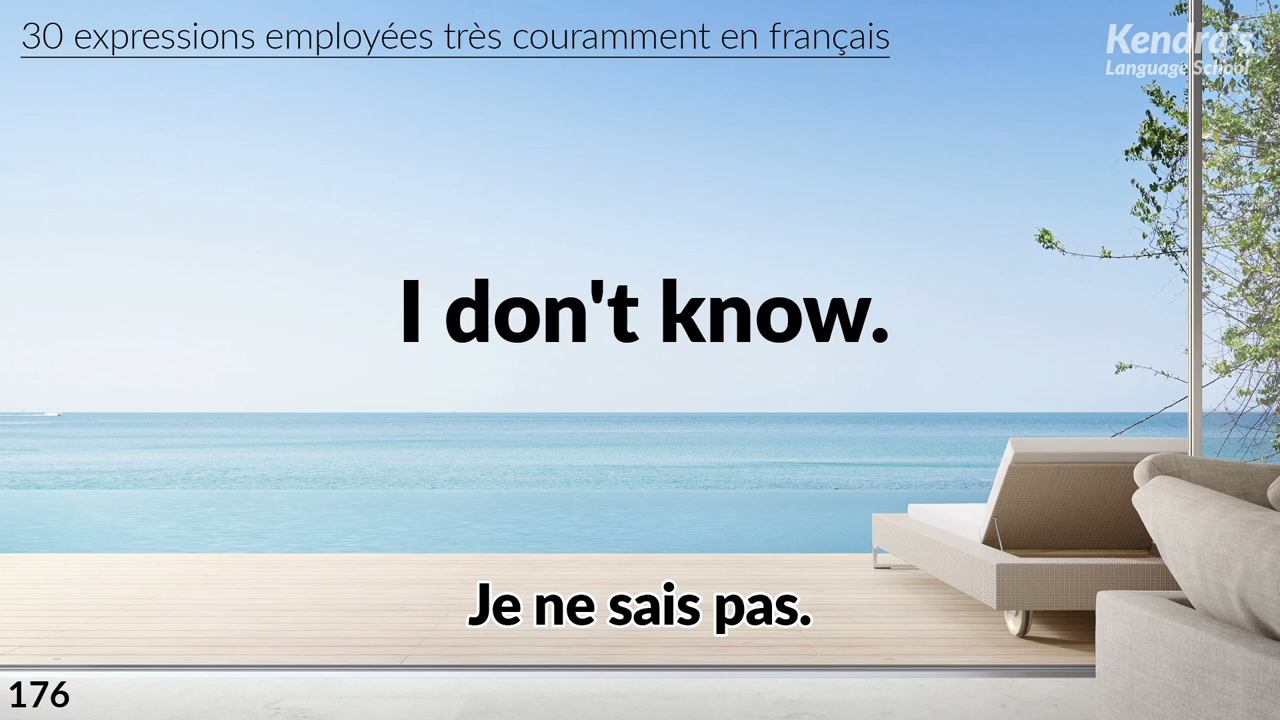 30 expressions employées très couramment en français
Kendra's
Language School
I don't know.
Je ne sais pas.
176